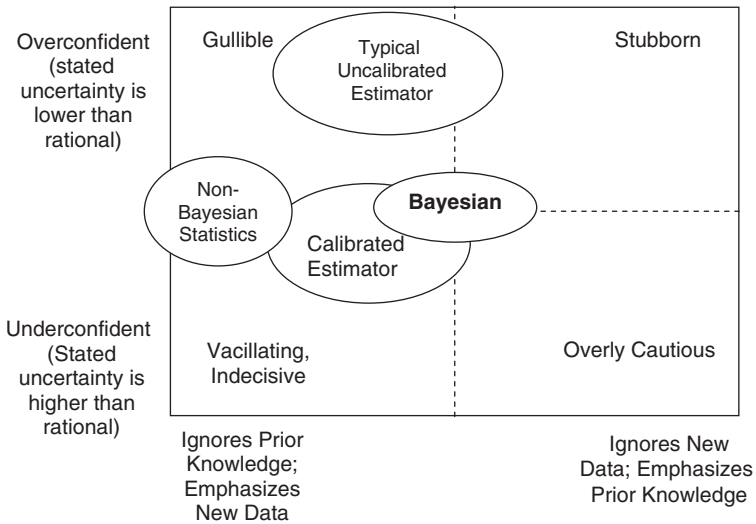 Overconfident
(stated
uncertainty is
lower than
rational)
Gullible
Typical
Uncalibrated
Estimator
Stubborn
Non-
Bayesian
Statistics
Bayesian
Calibrated
Estimator
Underconfident
(Stated
uncertainty is
higher than
rational)
Vacillating,
Indecisive
Overly Cautious
Ignores Prior
Knowledge;
Emphasizes
New Data
Ignores New
Data; Emphasizes
Prior Knowledge